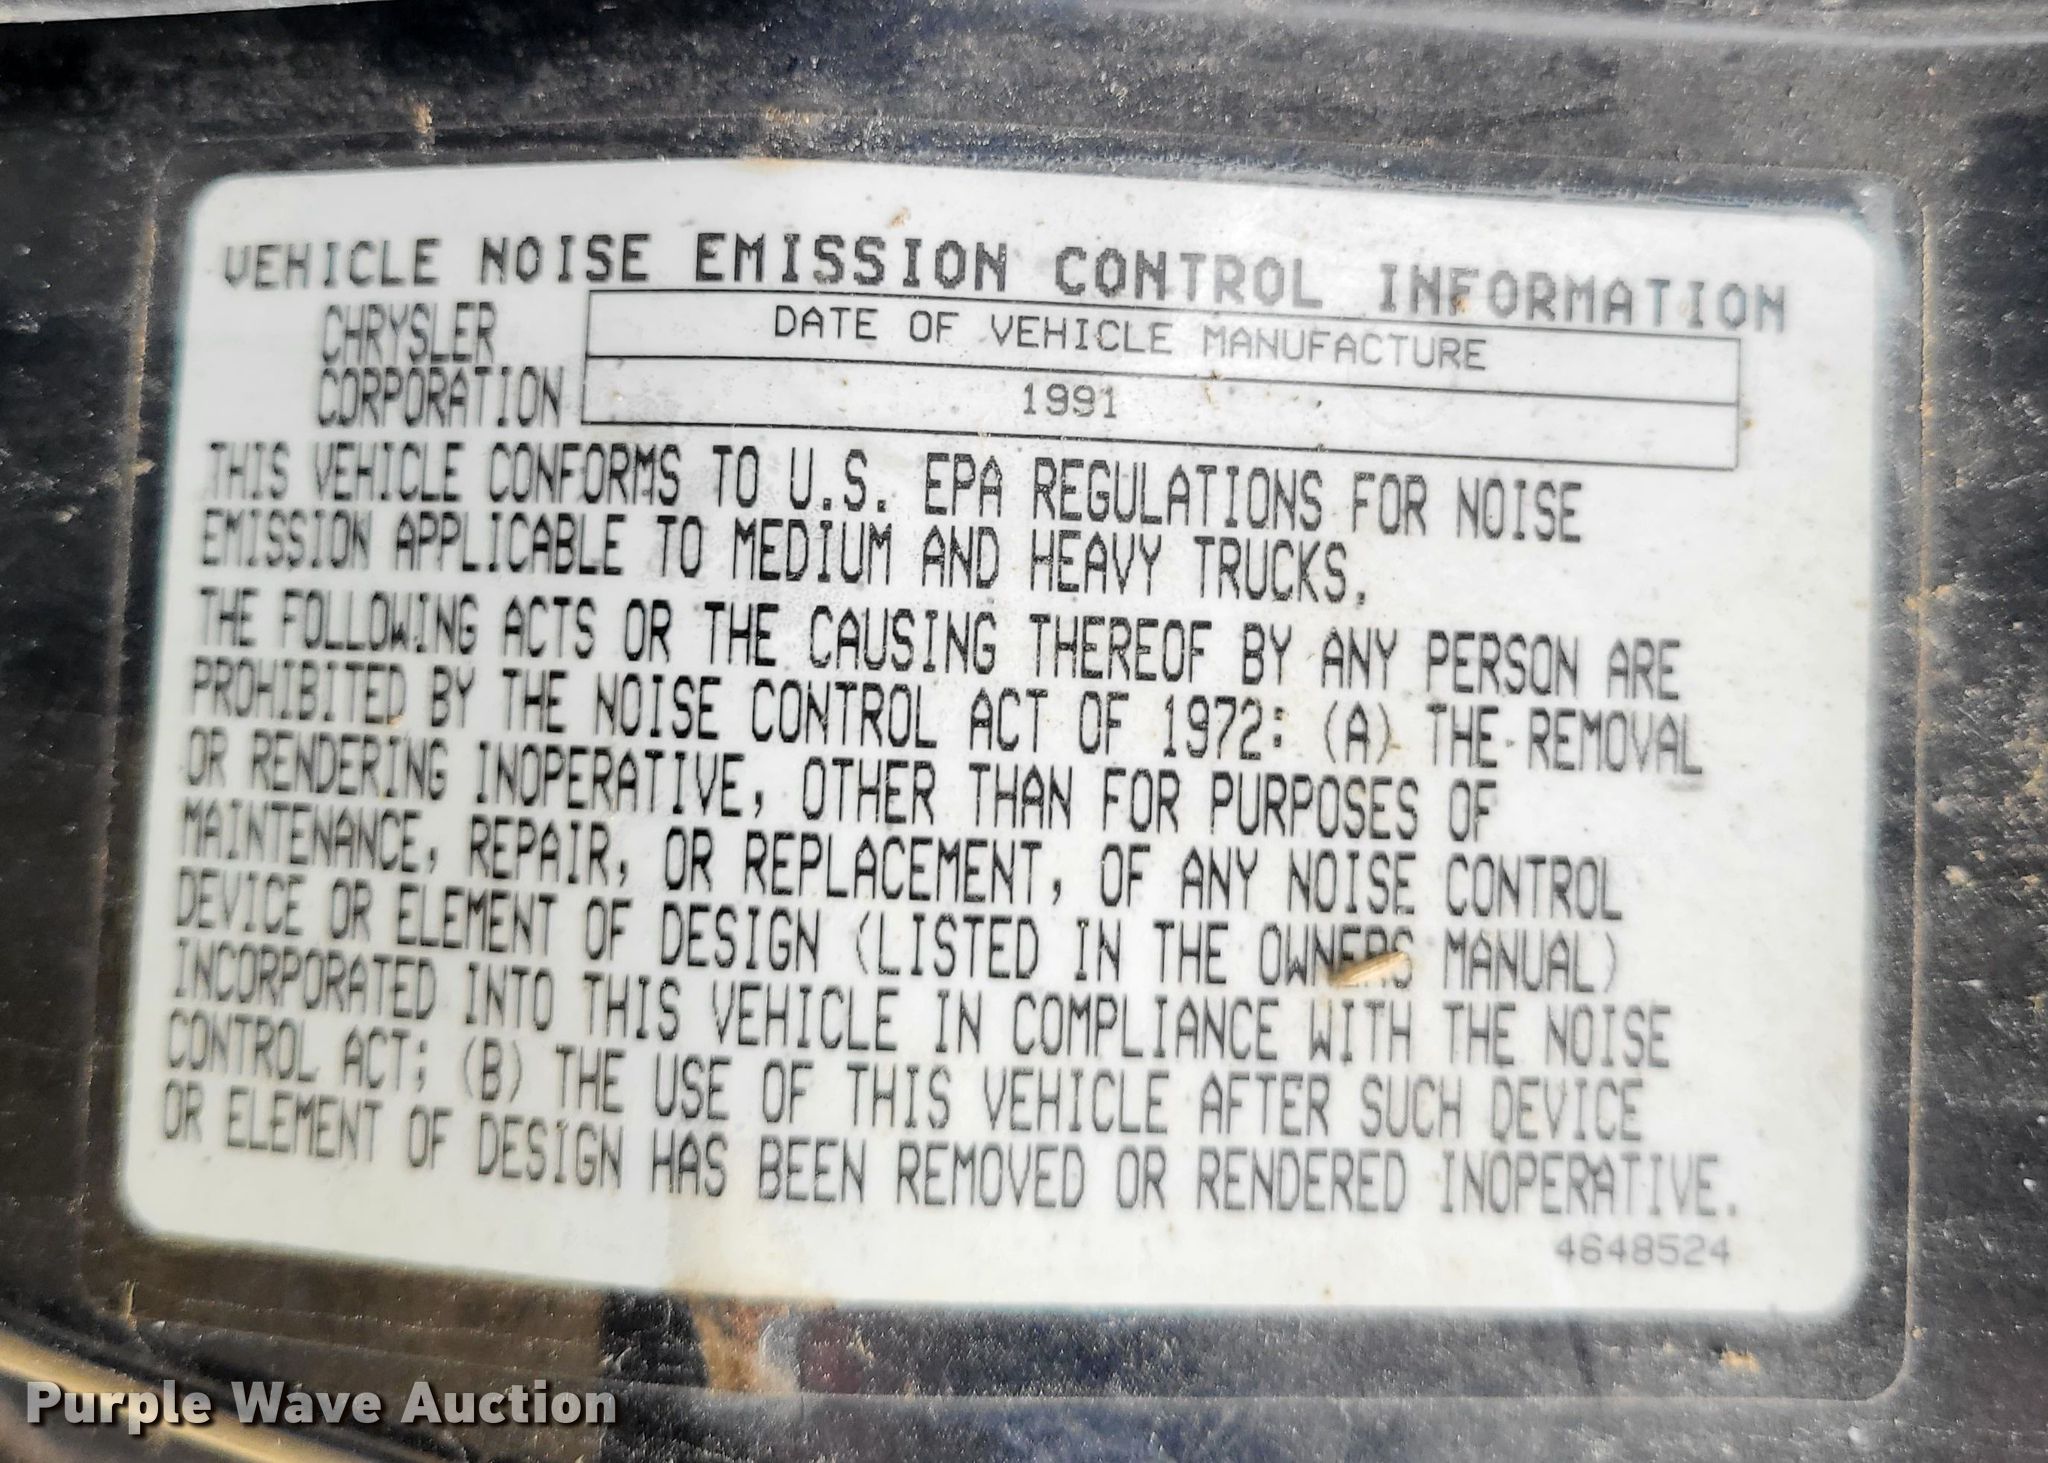 VEHICLE NOISE EMISSION CONTROL INFORMATION
CHRYSLER
CORPORATION
DATE OF VEHICLE MANUFACTURE
1991
THIS VEHICLE CONFORMS TO U.S. EPA REGULATIONS FOR NOISE
EMISSION APPLICABLE TO MEDIUM AND HEAVY TRUCKS.
THE FOLLOWING ACTS OR THE CAUSING THEREOF BY ANY PERSON ARE
PROHIBITED BY THE NOISE CONTROL ACT OF 1972: (A) THE REMOVAL
OR RENDERING INOPERATIVE, OTHER THAN FOR PURPOSES OF
MAINTENANCE, REPAIR, OR REPLACEMENT, OF ANY NOISE CONTROL
DEVICE OR ELEMENT OF DESIGN (LISTED IN THE OWNERS MANUAL)
INCORPORATED INTO THIS VEHICLE IN COMPLIANCE WITH THE NOISE
CONTROL ACT; (B) THE USE OF THIS VEHICLE AFTER SUCH DEVICE
OR ELEMENT OF DESIGN HAS BEEN REMOVED OR RENDERED INOPERATIVE.
4648524
Purple Wave Auction